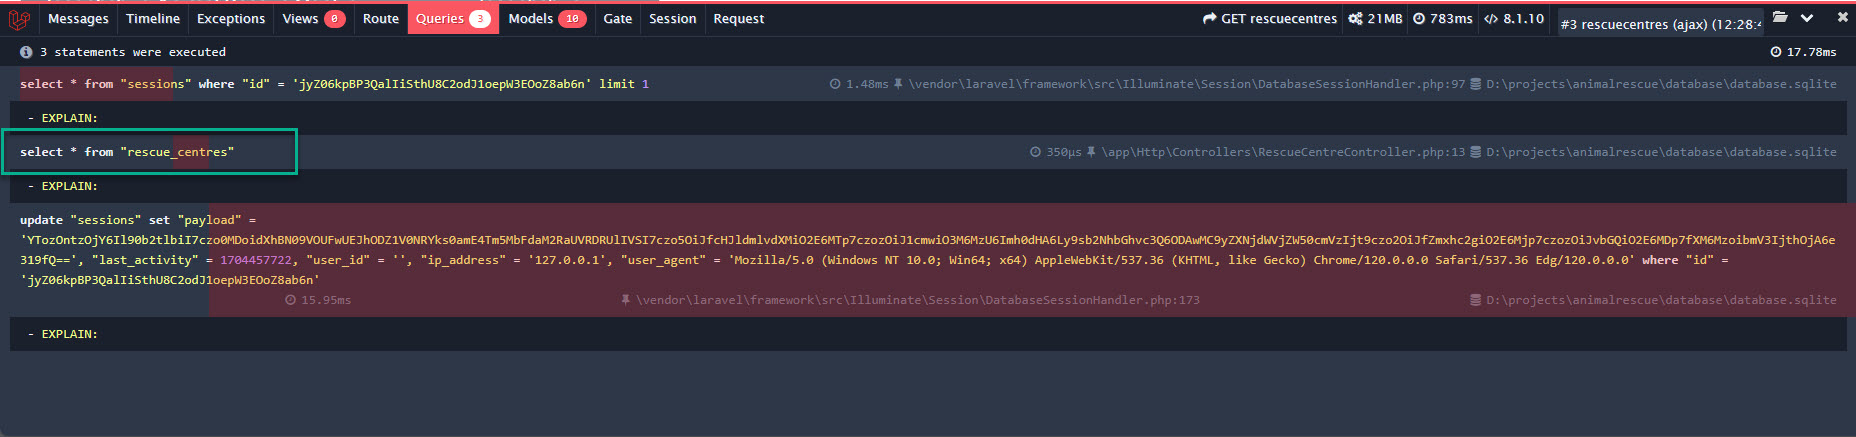 Messages Timeline Exceptions Views 0 Route Queries 3 Models 10 Gate Session Request GET rescuecentres 21MB 783ms 8.1.10 #3 rescuecentres (ajax) (12:28:4
3 statements were executed 17.78ms
select * from "sessions" where "id" = 'jyZ06kpBP3QalIiSthU8C2odJ1oepW3EOoZ8ab6n' limit 1 1.48ms \vendor\laravel\framework\src\Illuminate\Session\DatabaseSessionHandler.php:97 D:\projects\animalrescue\database\database.sqlite
- EXPLAIN:
select * from "rescue_centres" 350μs \app\Http\Controllers\RescueCentreController.php:13 D:\projects\animalrescue\database\database.sqlite
- EXPLAIN:
update "sessions" set "payload" =
'YTozOntzOjY6Il90b2tlbiI7czo0MDoidXhBN09VOUFwUEJhODZ1V0NRYks0amE4Tm5MbFdaM2RaUVRDRUlIVSI7czo5OiJfcHJldmlvdXMiO2E6MTp7czozOiJ1cmwiO3M6MzU6Imh0dHA6Ly9sb2NhbGhvc3Q6ODAwMC9yZXNjdWVjZW50cmVzIjt9czo2OiJfZmxhc2giO2E6Mjp7czozOiJvbGQiO2E6MDp7fXM6MzoibmV3IjthOjA6e
319fQ==', "last_activity" = 1704457722, "user_id" = '', "ip_address" = '127.0.0.1', "user_agent" = 'Mozilla/5.0 (Windows NT 10.0; Win64; x64) AppleWebKit/537.36 (KHTML, like Gecko) Chrome/120.0.0.0 Safari/537.36 Edg/120.0.0.0' where "id" =
'jyZ06kpBP3QalIiSthU8C2odJ1oepW3EOoZ8ab6n'
15.95ms \vendor\laravel\framework\src\Illuminate\Session\DatabaseSessionHandler.php:173 D:\projects\animalrescue\database\database.sqlite
- EXPLAIN: